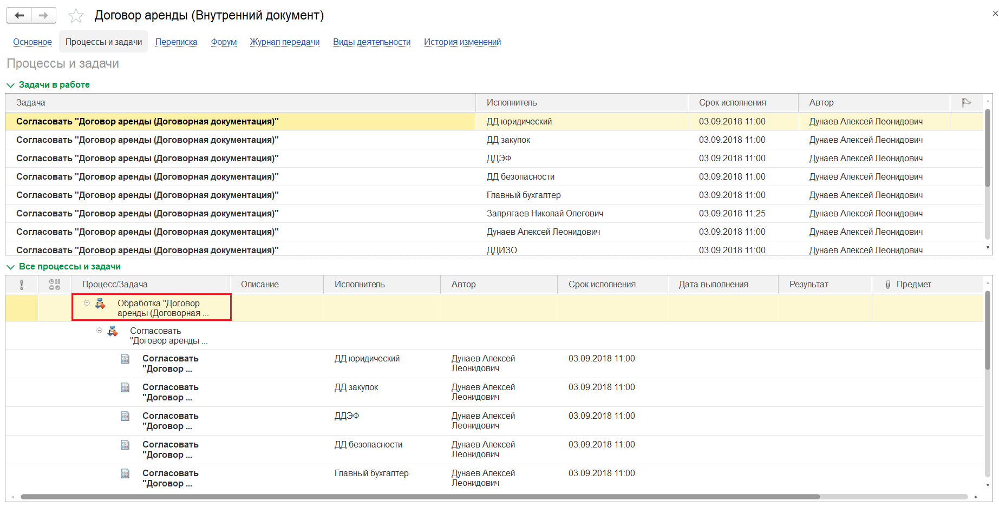 Договор аренды (Внутренний документ)
Основное Процессы и задачи Переписка Форум Журнал передачи Виды деятельности История изменений
Процессы и задачи
Задачи в работе
Задача Исполнитель Срок исполнения Автор
Согласовать "Договор аренды (Договорная документация)" ДД юридический 03.09.2018 11:00 Дунаев Алексей Леонидович
Согласовать "Договор аренды (Договорная документация)" ДД закупок 03.09.2018 11:00 Дунаев Алексей Леонидович
Согласовать "Договор аренды (Договорная документация)" ДДЭФ 03.09.2018 11:00 Дунаев Алексей Леонидович
Согласовать "Договор аренды (Договорная документация)" ДД безопасности 03.09.2018 11:00 Дунаев Алексей Леонидович
Согласовать "Договор аренды (Договорная документация)" Главный бухгалтер 03.09.2018 11:00 Дунаев Алексей Леонидович
Согласовать "Договор аренды (Договорная документация)" Запрягаев Николай Олегович 03.09.2018 11:25 Дунаев Алексей Леонидович
Согласовать "Договор аренды (Договорная документация)" Дунаев Алексей Леонидович 03.09.2018 11:00 Дунаев Алексей Леонидович
Согласовать "Договор аренды (Договорная документация)" ДДИЗО 03.09.2018 11:00 Дунаев Алексей Леонидович
Все процессы и задачи
Процесс/Задача Описание Исполнитель Автор Срок исполнения Дата выполнения Результат Предмет
Обработка "Договор
аренды (Договорная ...
Согласовать
"Договор аренды ...
Согласовать ДД юридический Дунаев Алексей 03.09.2018 11:00
"Договор ... Леонидович
Согласовать ДД закупок Дунаев Алексей 03.09.2018 11:00
"Договор ... Леонидович
Согласовать ДДЭФ Дунаев Алексей 03.09.2018 11:00
"Договор ... Леонидович
Согласовать ДД безопасности Дунаев Алексей 03.09.2018 11:00
"Договор ... Леонидович
Согласовать Главный бухгалтер Дунаев Алексей 03.09.2018 11:00
"Договор ... Леонидович